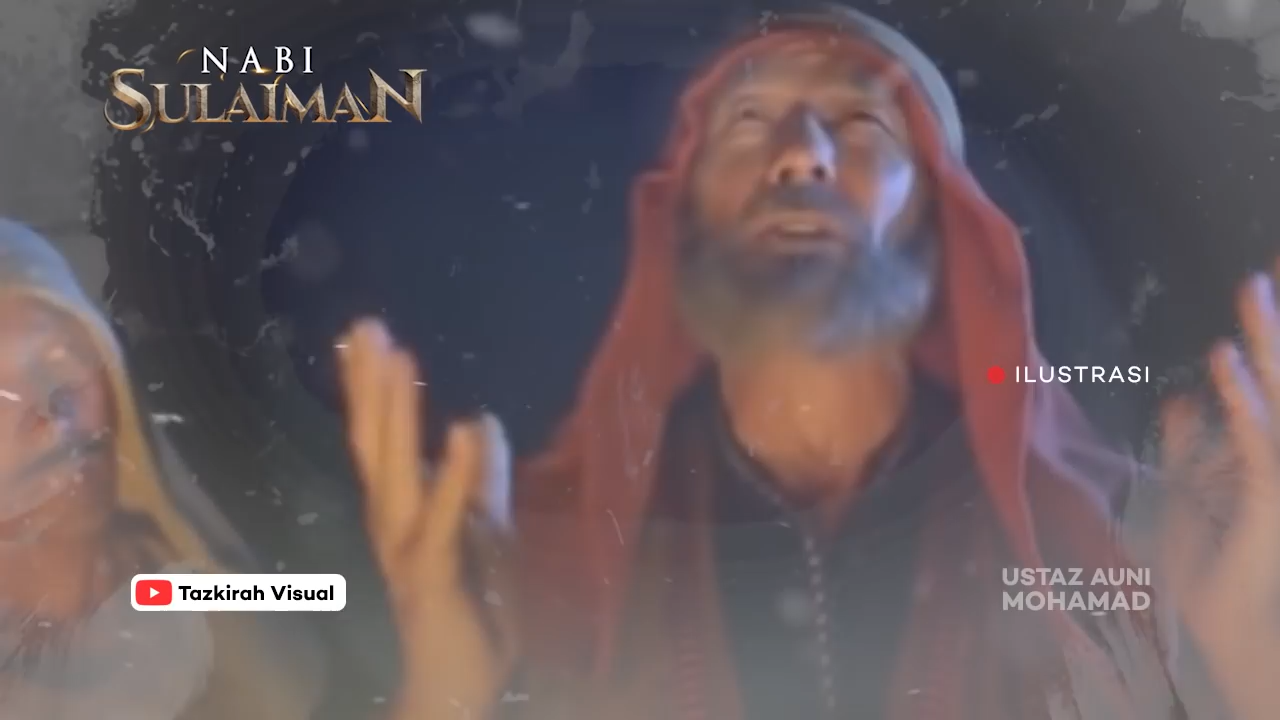 NABI
SULAIMAN
ILUSTRASI
Tazkirah Visual
USTAZ AUNI
MOHAMAD